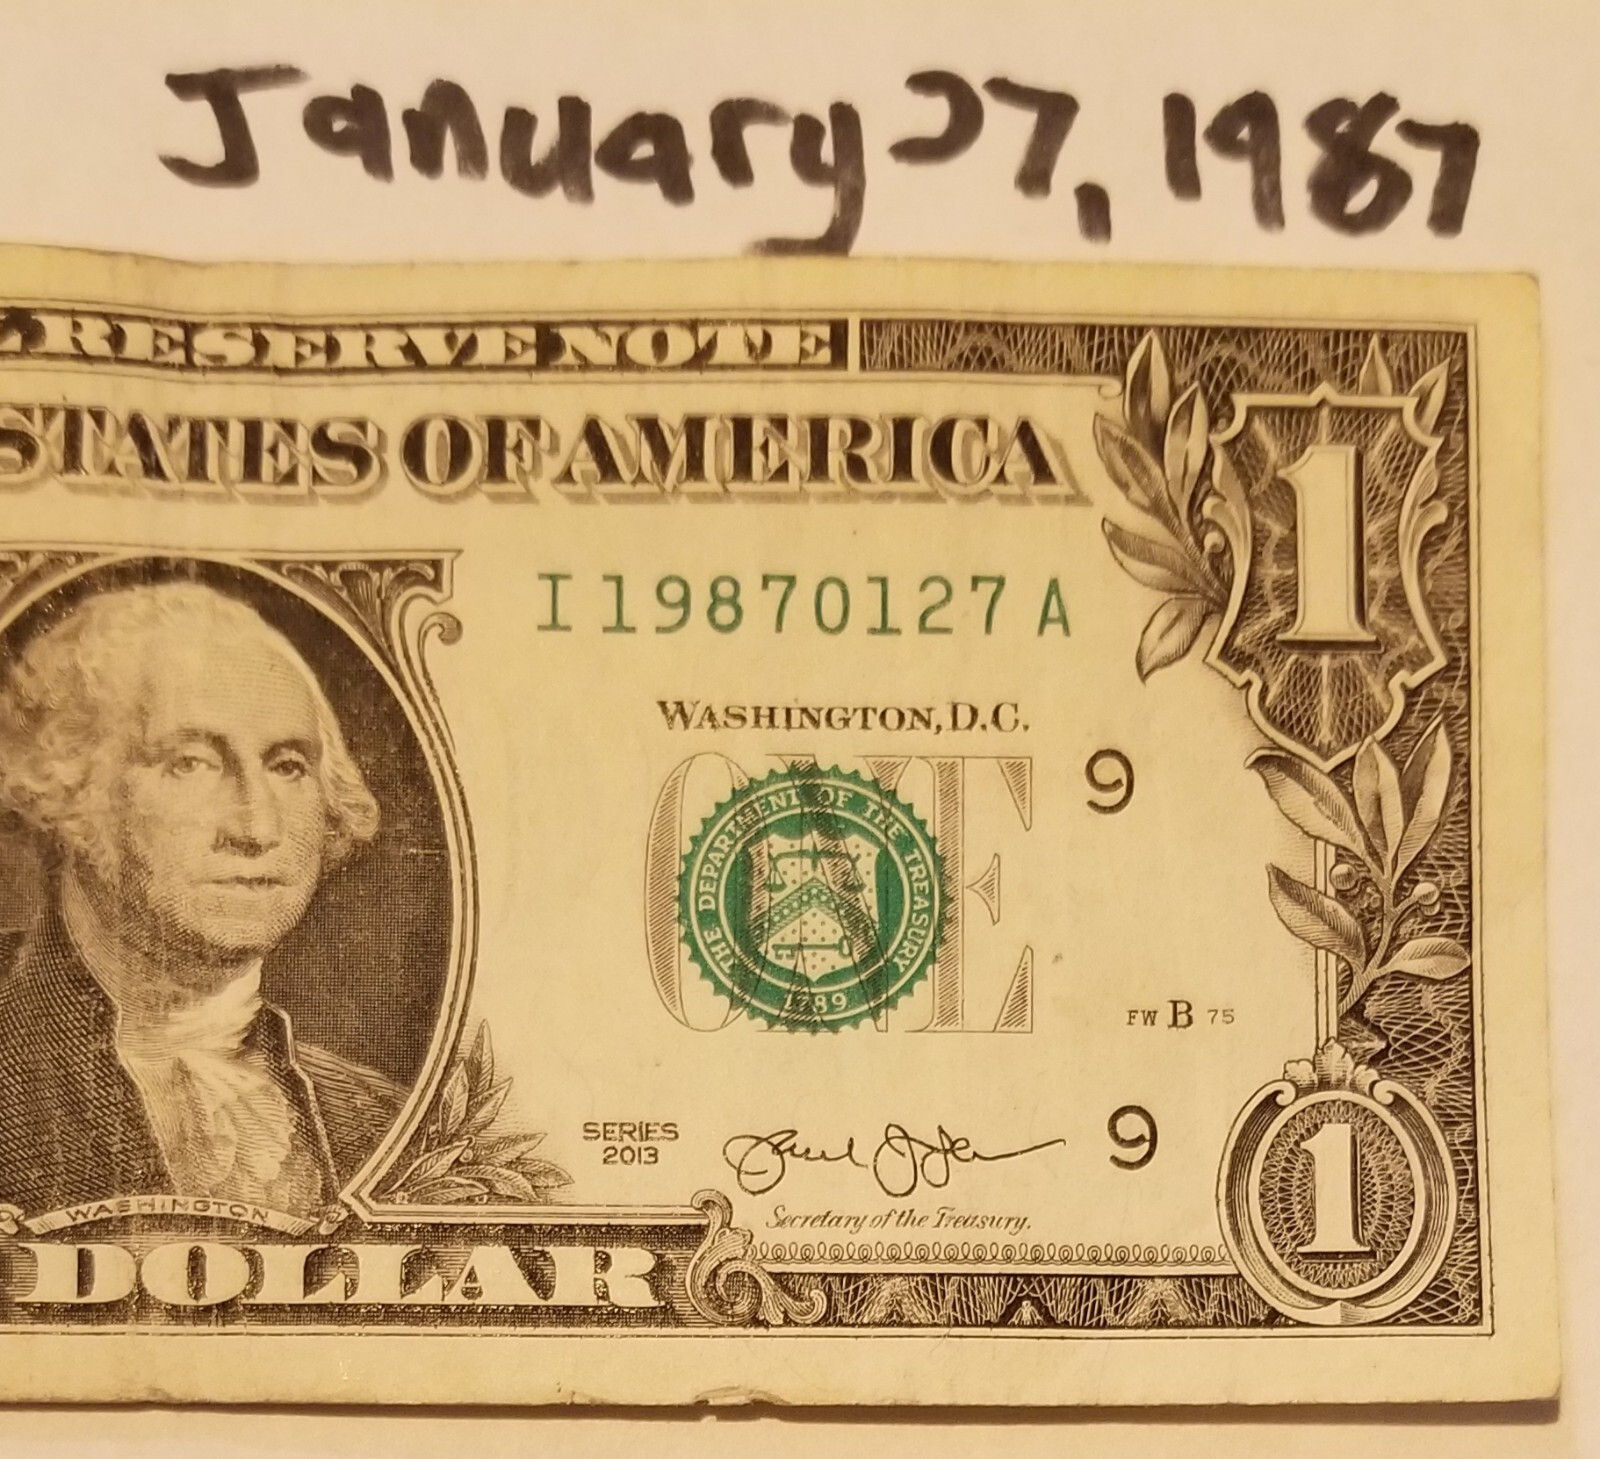 January 27, 1987
RESERVE NOTE
STATES OF AMERICA
1
I 19870127 A
WASHINGTON, D.C.
ONE
9
THE DEPARTMENT OF THE TREASURY
1789
FW B 75
SERIES
2013
9
Secretary of the Treasury.
WASHINGTON
DOLLAR
1